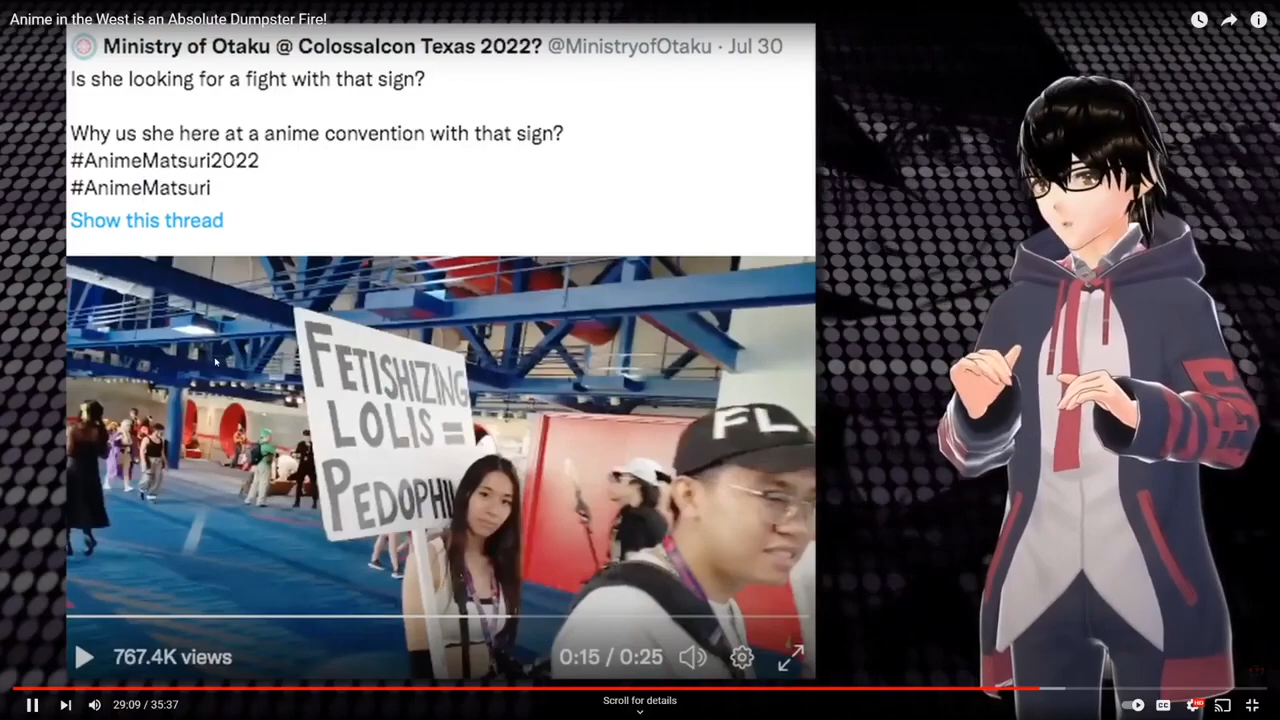 Anime in the West is an Absolute Dumpster Fire!
Ministry of Otaku @ Colossalcon Texas 2022? @MinistryofOtaku · Jul 30
Is she looking for a fight with that sign?
Why us she here at a anime convention with that sign?
#AnimeMatsuri2022
#AnimeMatsuri
Show this thread
FETISHIZING
LOLIS =
PEDOPHI
FL
767.4K views
0:15 / 0:25
29:09 / 35:37
Scroll for details
CC
HD